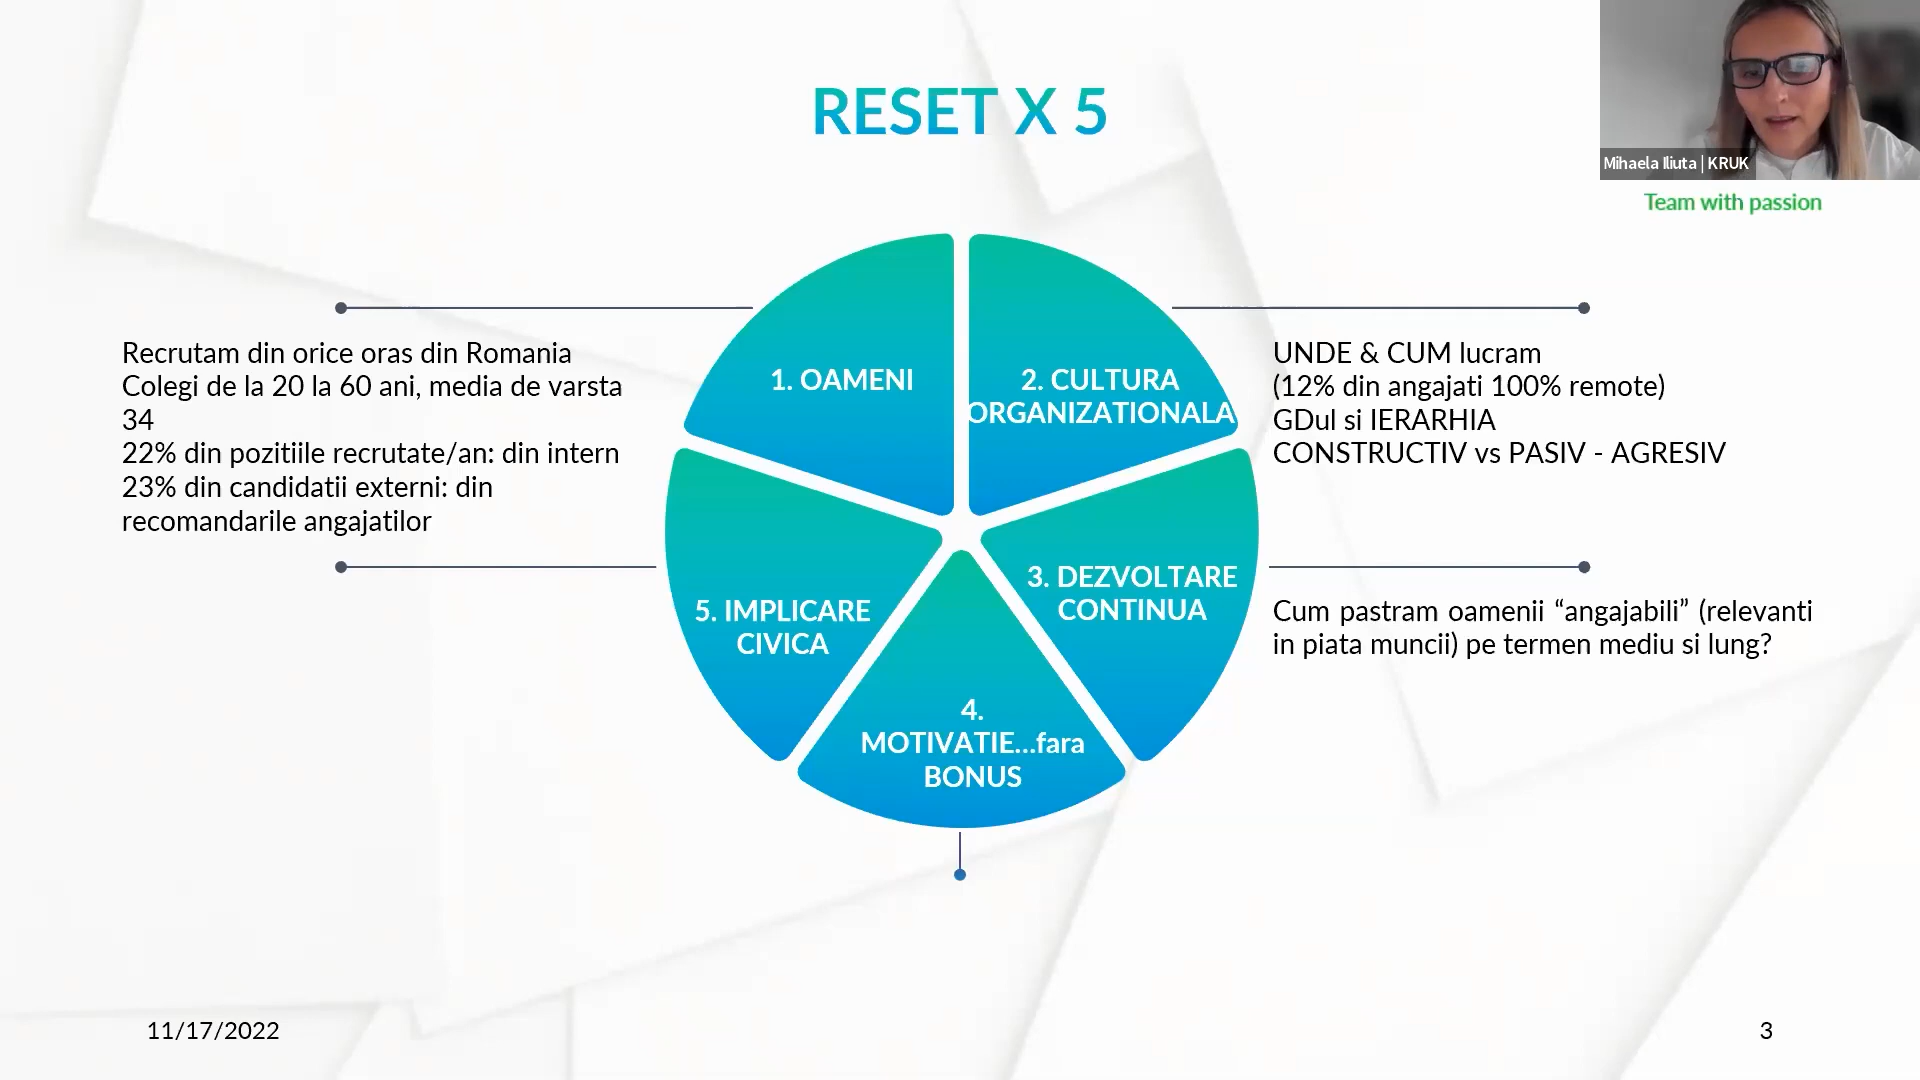 RESET X 5
Mihaela Iliuta | KRUK
Team with passion
Recrutam din orice oras din Romania
Colegi de la 20 la 60 ani, media de varsta
34
22% din pozitiile recrutate/an: din intern
23% din candidatii externi: din
recomandarile angajatilor
1. OAMENI
2. CULTURA
ORGANIZATIONALA
UNDE & CUM lucram
(12% din angajati 100% remote)
GDul si IERARHIA
CONSTRUCTIV vs PASIV - AGRESIV
3. DEZVOLTARE
CONTINUA
Cum pastram oamenii “angajabili” (relevanti
in piata muncii) pe termen mediu si lung?
4.
MOTIVATIE...fara
BONUS
5. IMPLICARE
CIVICA
11/17/2022
3